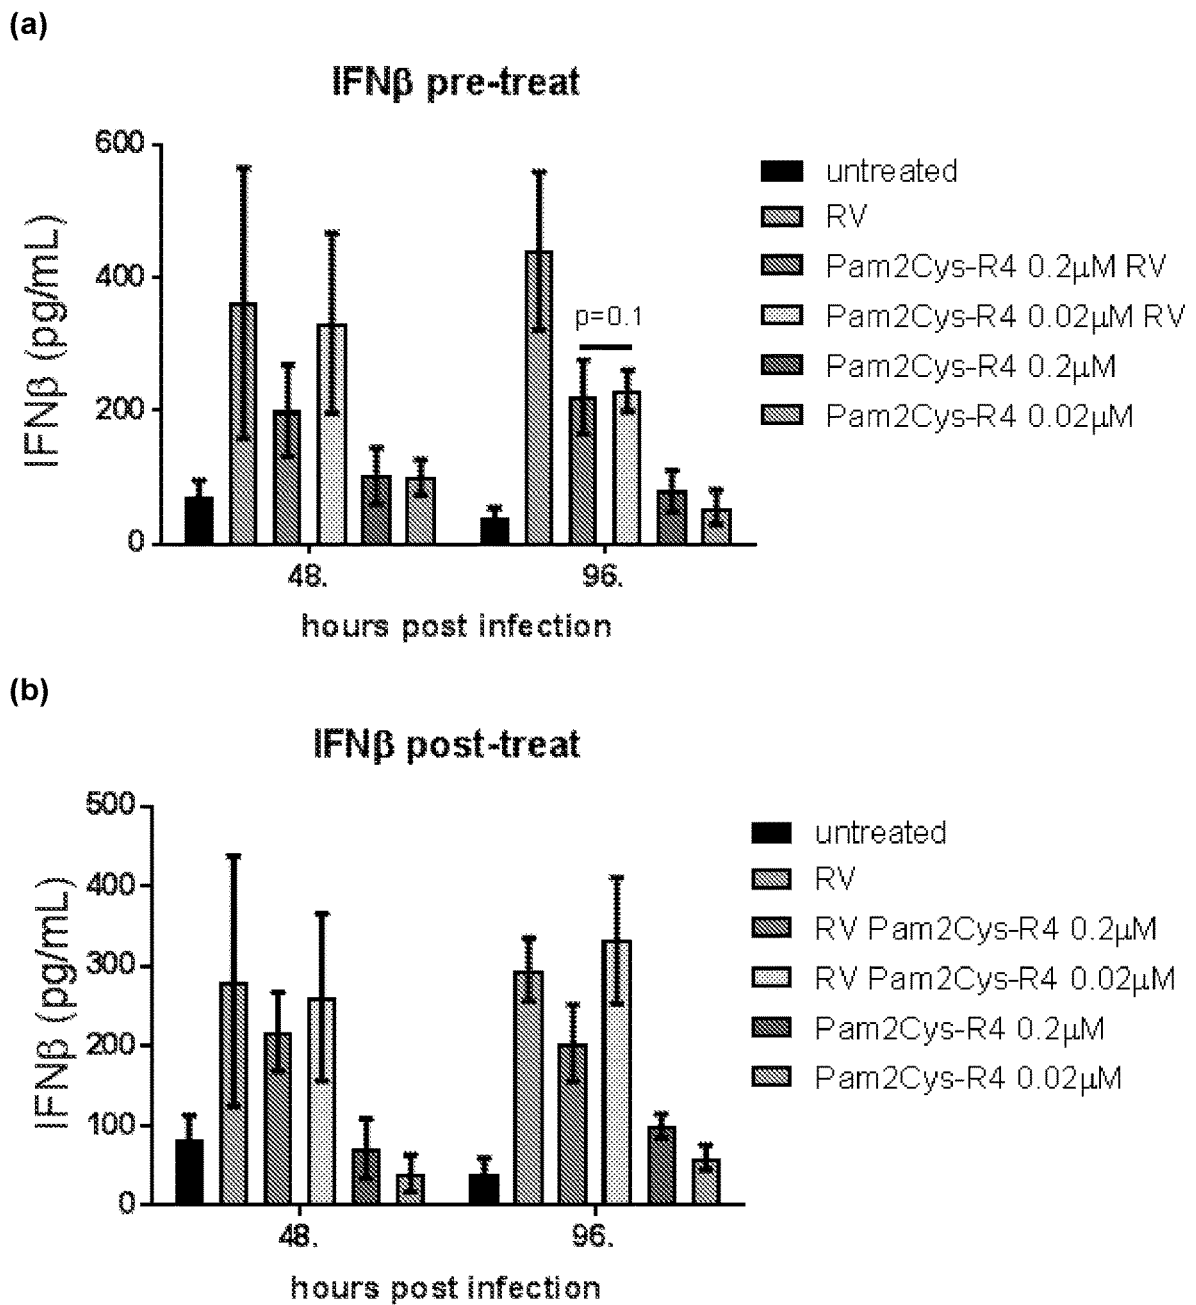 (a)
IFNβ pre-treat
600
400
200
0
IFNβ (pg/mL)
p=0.1
48.
96.
hours post infection
untreated
RV
Pam2Cys-R4 0.2μM RV
Pam2Cys-R4 0.02μM RV
Pam2Cys-R4 0.2μM
Pam2Cys-R4 0.02μM
(b)
IFNβ post-treat
500
400
300
200
100
0
IFNβ (pg/mL)
48.
96.
hours post infection
untreated
RV
RV Pam2Cys-R4 0.2μM
RV Pam2Cys-R4 0.02μM
Pam2Cys-R4 0.2μM
Pam2Cys-R4 0.02μM